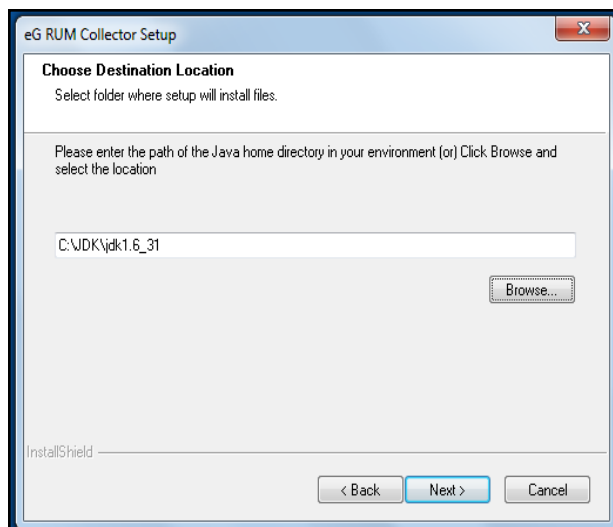 eG RUM Collector Setup
Choose Destination Location
Select folder where setup will install files.
Please enter the path of the Java home directory in your environment (or) Click Browse and
select the location
C:\JDK\jdk1.6_31
Browse...
InstallShield
< Back
Next >
Cancel